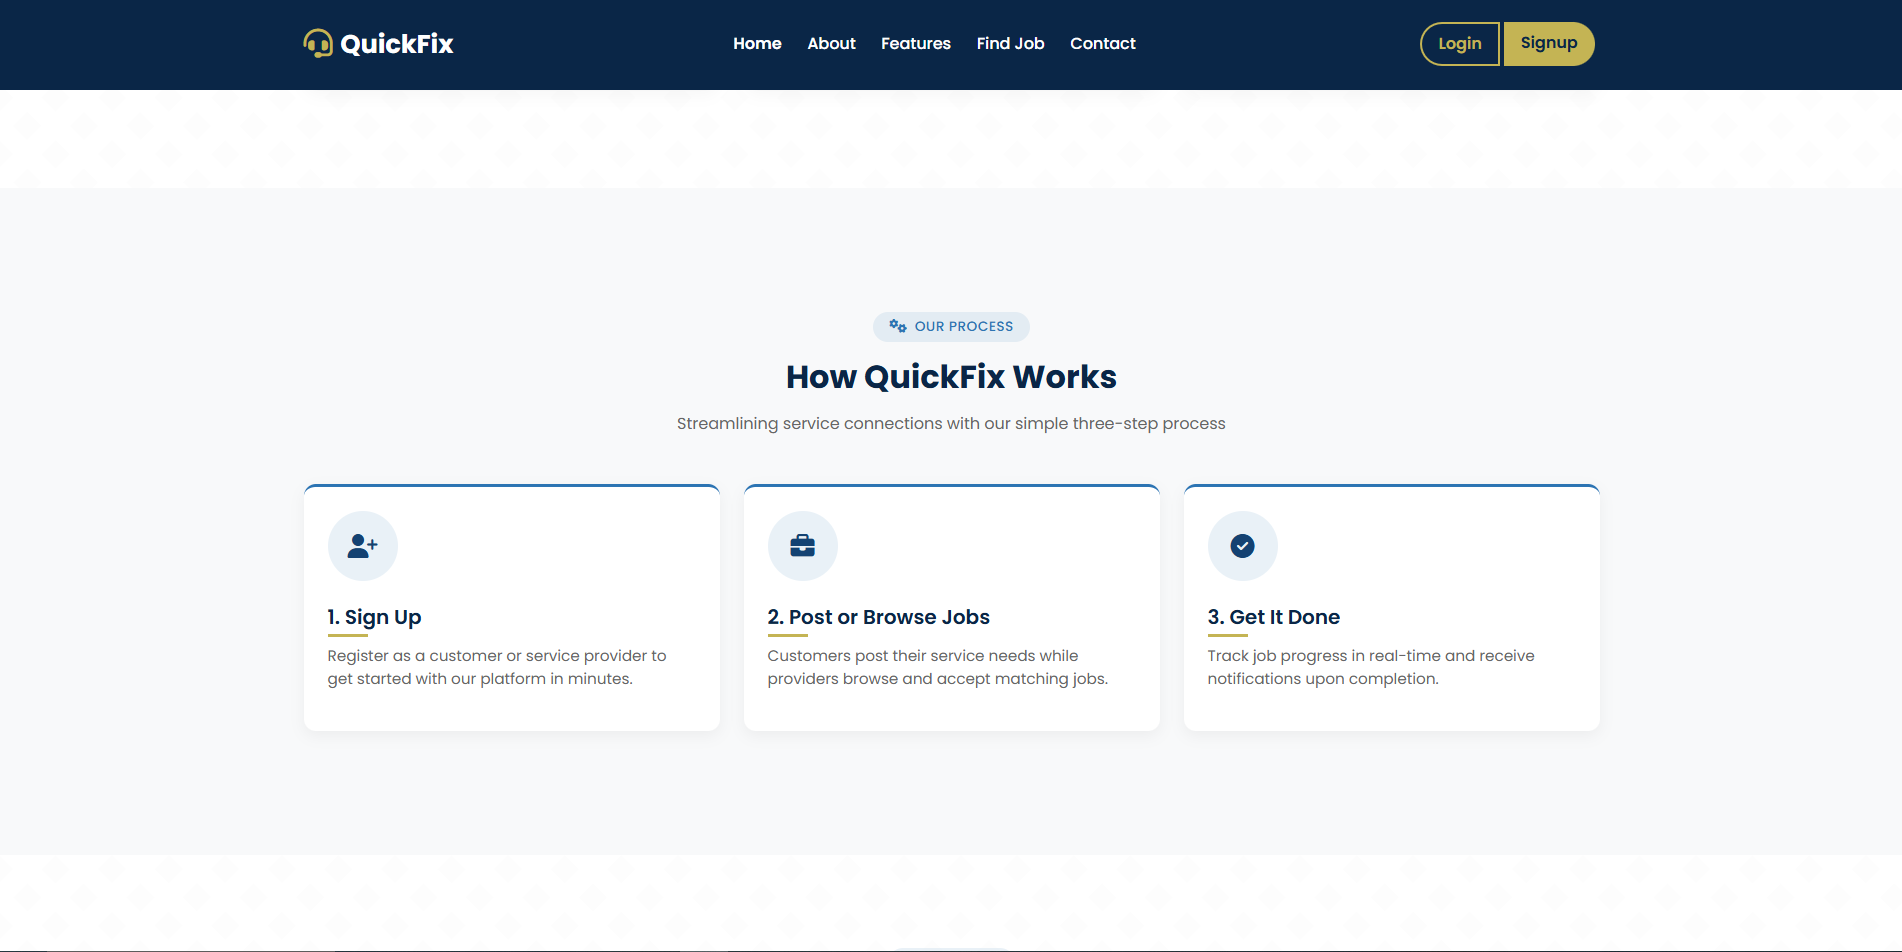 QuickFix
Home About Features Find Job Contact
Login Signup
OUR PROCESS
How QuickFix Works
Streamlining service connections with our simple three-step process
1. Sign Up
Register as a customer or service provider to
get started with our platform in minutes.
2. Post or Browse Jobs
Customers post their service needs while
providers browse and accept matching jobs.
3. Get It Done
Track job progress in real-time and receive
notifications upon completion.